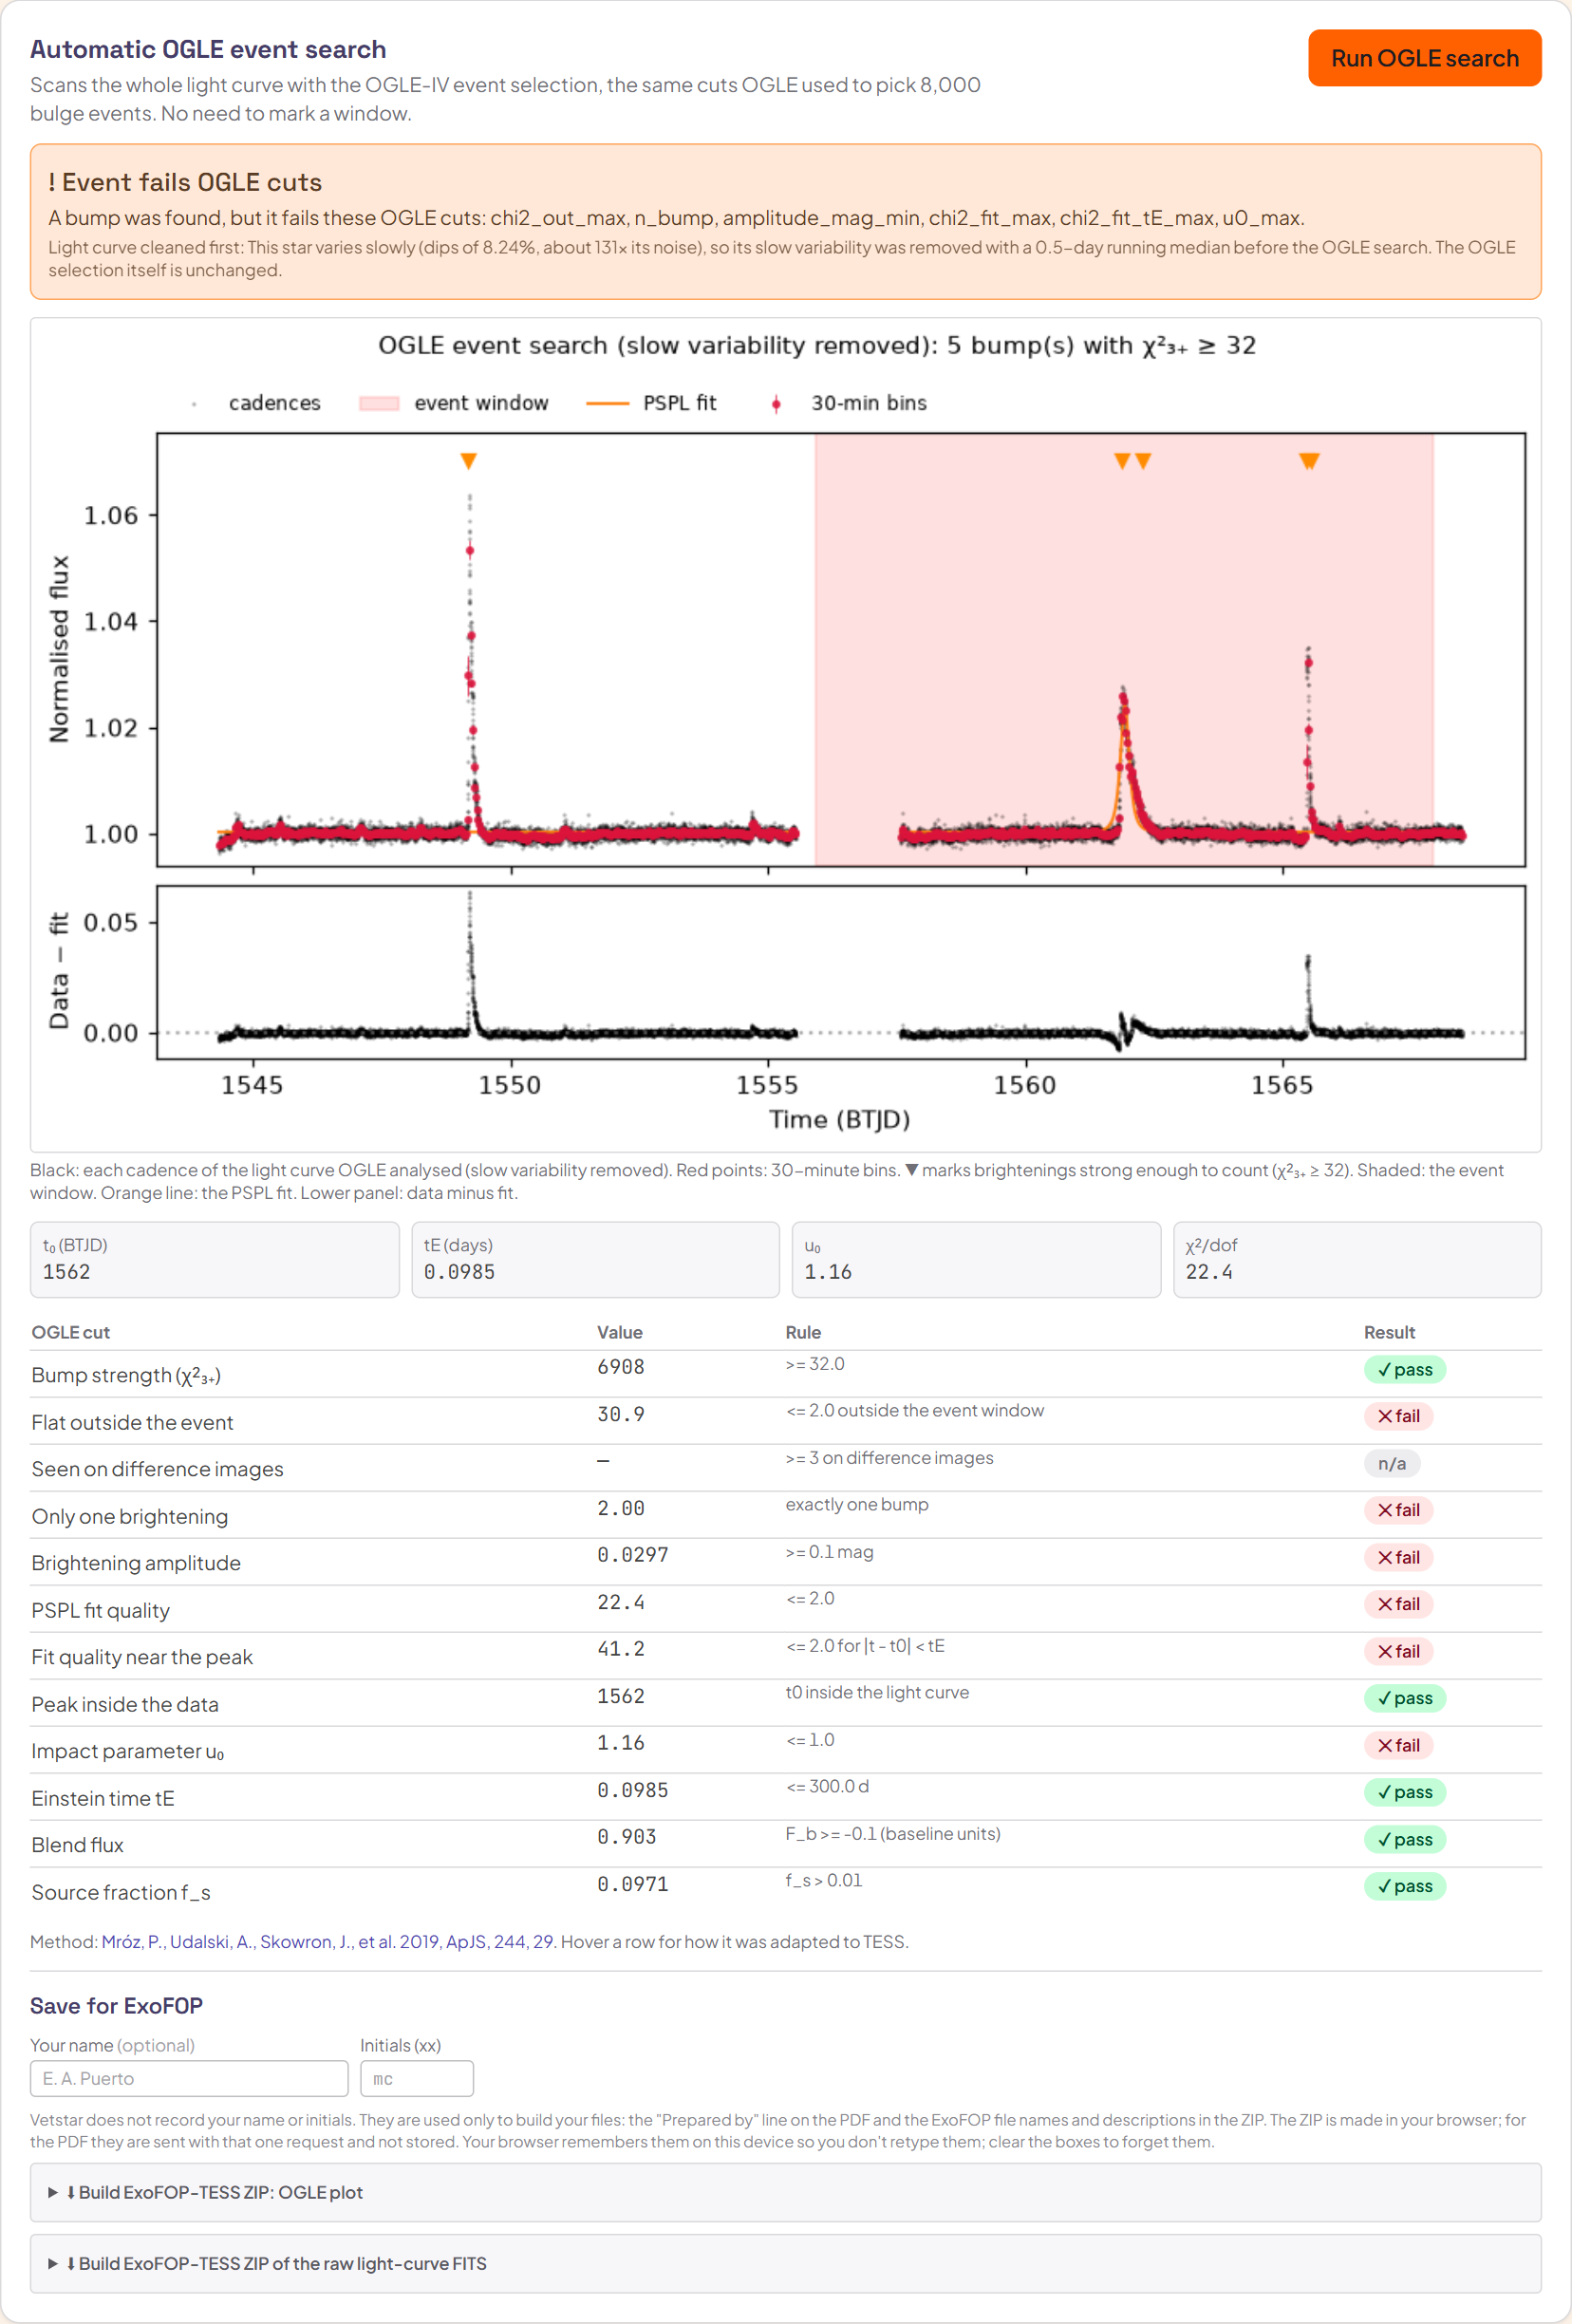 Automatic OGLE event search
Run OGLE search
Scans the whole light curve with the OGLE-IV event selection, the same cuts OGLE used to pick 8,000
bulge events. No need to mark a window.
! Event fails OGLE cuts
A bump was found, but it fails these OGLE cuts: chi2_out_max, n_bump, amplitude_mag_min, chi2_fit_max, chi2_fit_tE_max, u0_max.
Light curve cleaned first: This star varies slowly (dips of 8.24%, about 131× its noise), so its slow variability was removed with a 0.5-day running median before the OGLE search. The OGLE
selection itself is unchanged.
OGLE event search (slow variability removed): 5 bump(s) with χ²₃₊ ≥ 32
cadences event window PSPL fit 30-min bins
Normalised flux
1.06
1.04
1.02
1.00
Data − fit
0.05
0.00
1545 1550 1555 1560 1565
Time (BTJD)
Black: each cadence of the light curve OGLE analysed (slow variability removed). Red points: 30-minute bins. ▼ marks brightenings strong enough to count (χ²₃₊ ≥ 32). Shaded: the event
window. Orange line: the PSPL fit. Lower panel: data minus fit.
t₀ (BTJD) tE (days) u₀ χ²/dof
1562 0.0985 1.16 22.4
OGLE cut Value Rule Result
Bump strength (χ²₃₊) 6908 >= 32.0 ✓ pass
Flat outside the event 30.9 <= 2.0 outside the event window ✕ fail
Seen on difference images — >= 3 on difference images n/a
Only one brightening 2.00 exactly one bump ✕ fail
Brightening amplitude 0.0297 >= 0.1 mag ✕ fail
PSPL fit quality 22.4 <= 2.0 ✕ fail
Fit quality near the peak 41.2 <= 2.0 for |t - t0| < tE ✕ fail
Peak inside the data 1562 t0 inside the light curve ✓ pass
Impact parameter u₀ 1.16 <= 1.0 ✕ fail
Einstein time tE 0.0985 <= 300.0 d ✓ pass
Blend flux 0.903 F_b >= -0.1 (baseline units) ✓ pass
Source fraction f_s 0.0971 f_s > 0.01 ✓ pass
Method: Mróz, P., Udalski, A., Skowron, J., et al. 2019, ApJS, 244, 29. Hover a row for how it was adapted to TESS.
Save for ExoFOP
Your name (optional) Initials (xx)
E. A. Puerto mc
Vetstar does not record your name or initials. They are used only to build your files: the "Prepared by" line on the PDF and the ExoFOP file names and descriptions in the ZIP. The ZIP is made in your browser; for
the PDF they are sent with that one request and not stored. Your browser remembers them on this device so you don't retype them; clear the boxes to forget them.
▶ ⬇ Build ExoFOP-TESS ZIP: OGLE plot
▶ ⬇ Build ExoFOP-TESS ZIP of the raw light-curve FITS